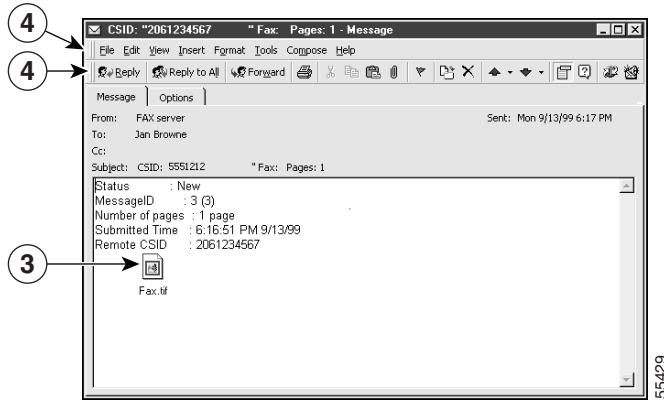 4
CSID: "2061234567 " Fax: Pages: 1 - Message
File Edit View Insert Format Tools Compose Help
4
Reply Reply to All Forward
Message Options
From: FAX server Sent: Mon 9/13/99 6:17 PM
To: Jan Browne
Cc:
Subject: CSID: 5551212 " Fax: Pages: 1
Status : New
MessageID : 3 (3)
Number of pages : 1 page
Submitted Time : 6:16:51 PM 9/13/99
Remote CSID : 2061234567
3
Fax.tif
55429